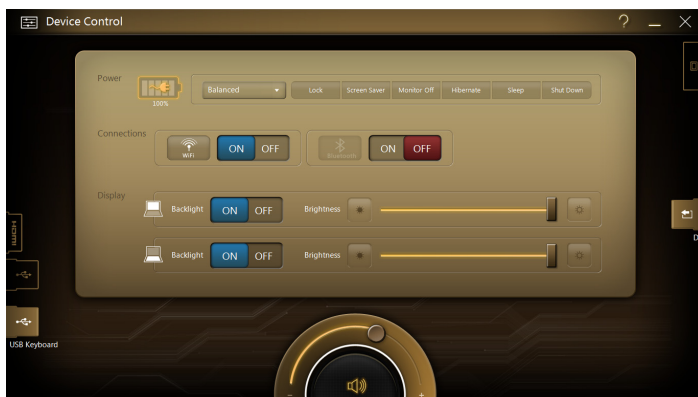 Device Control
?
Power
100%
Balanced
Lock
Screen Saver
Monitor Off
Hibernate
Sleep
Shut Down
Connections
WiFi
ON OFF
Bluetooth
ON OFF
Display
Backlight
ON OFF
Brightness
Backlight
ON OFF
Brightness
HDMI
USB Keyboard
D
- +